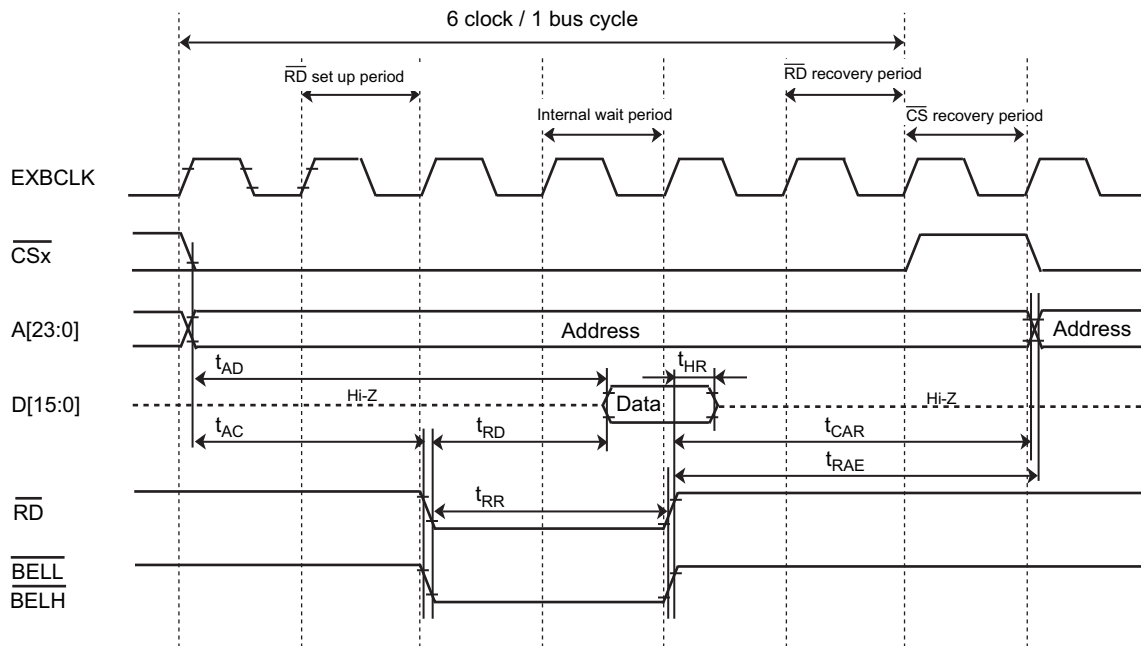 6 clock / 1 bus cycle
RD set up period
RD recovery period
Internal wait period
CS recovery period
EXBCLK
CSx
A[23:0]
Address
Address
tAD
tHR
D[15:0]
Hi-Z
Data
Hi-Z
tAC
tRD
tCAR
tRAE
RD
tRR
BELL
BELH